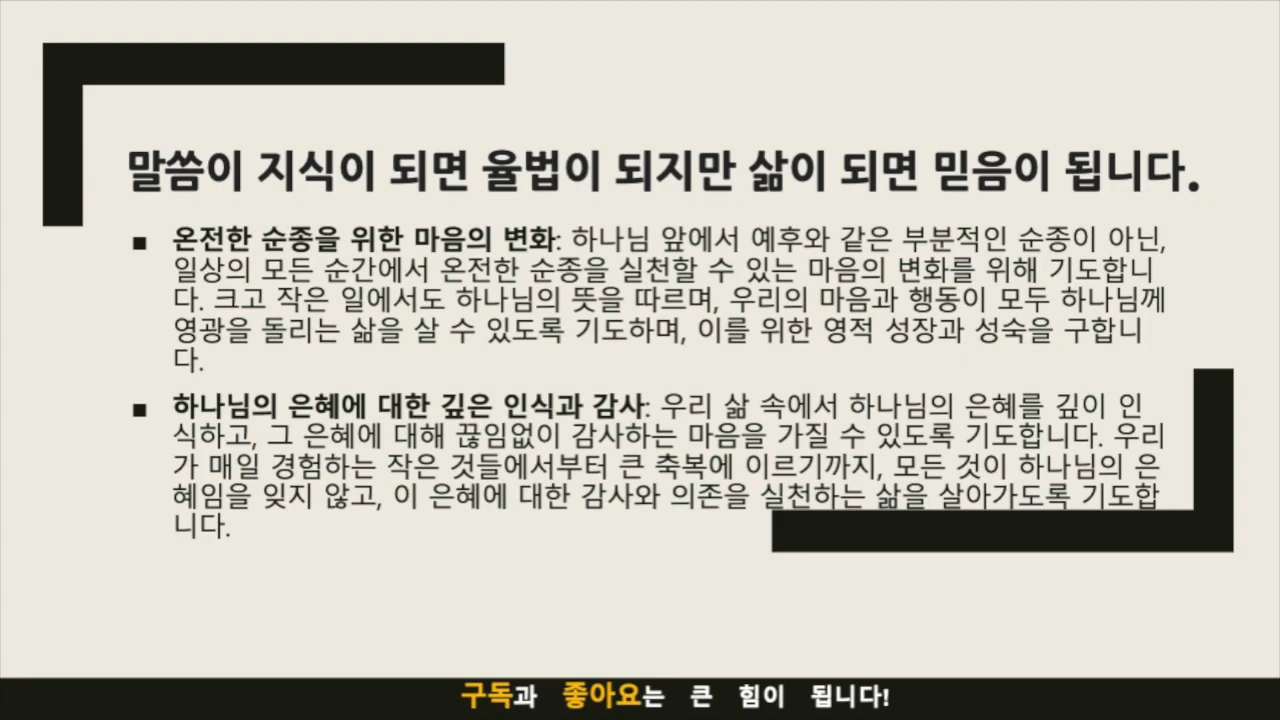 말씀이 지식이 되면 율법이 되지만 삶이 되면 믿음이 됩니다.
■ 온전한 순종을 위한 마음의 변화: 하나님 앞에서 예후와 같은 부분적인 순종이 아닌,
일상의 모든 순간에서 온전한 순종을 실천할 수 있는 마음의 변화를 위해 기도합니
다. 크고 작은 일에서도 하나님의 뜻을 따르며, 우리의 마음과 행동이 모두 하나님께
영광을 돌리는 삶을 살 수 있도록 기도하며, 이를 위한 영적 성장과 성숙을 구합니
다.
■ 하나님의 은혜에 대한 깊은 인식과 감사: 우리 삶 속에서 하나님의 은혜를 깊이 인
식하고, 그 은혜에 대해 끊임없이 감사하는 마음을 가질 수 있도록 기도합니다. 우리
가 매일 경험하는 작은 것들에서부터 큰 축복에 이르기까지, 모든 것이 하나님의 은
혜임을 잊지 않고, 이 은혜에 대한 감사와 의존을 실천하는 삶을 살아가도록 기도합
니다.
구독과 좋아요는 큰 힘이 됩니다!